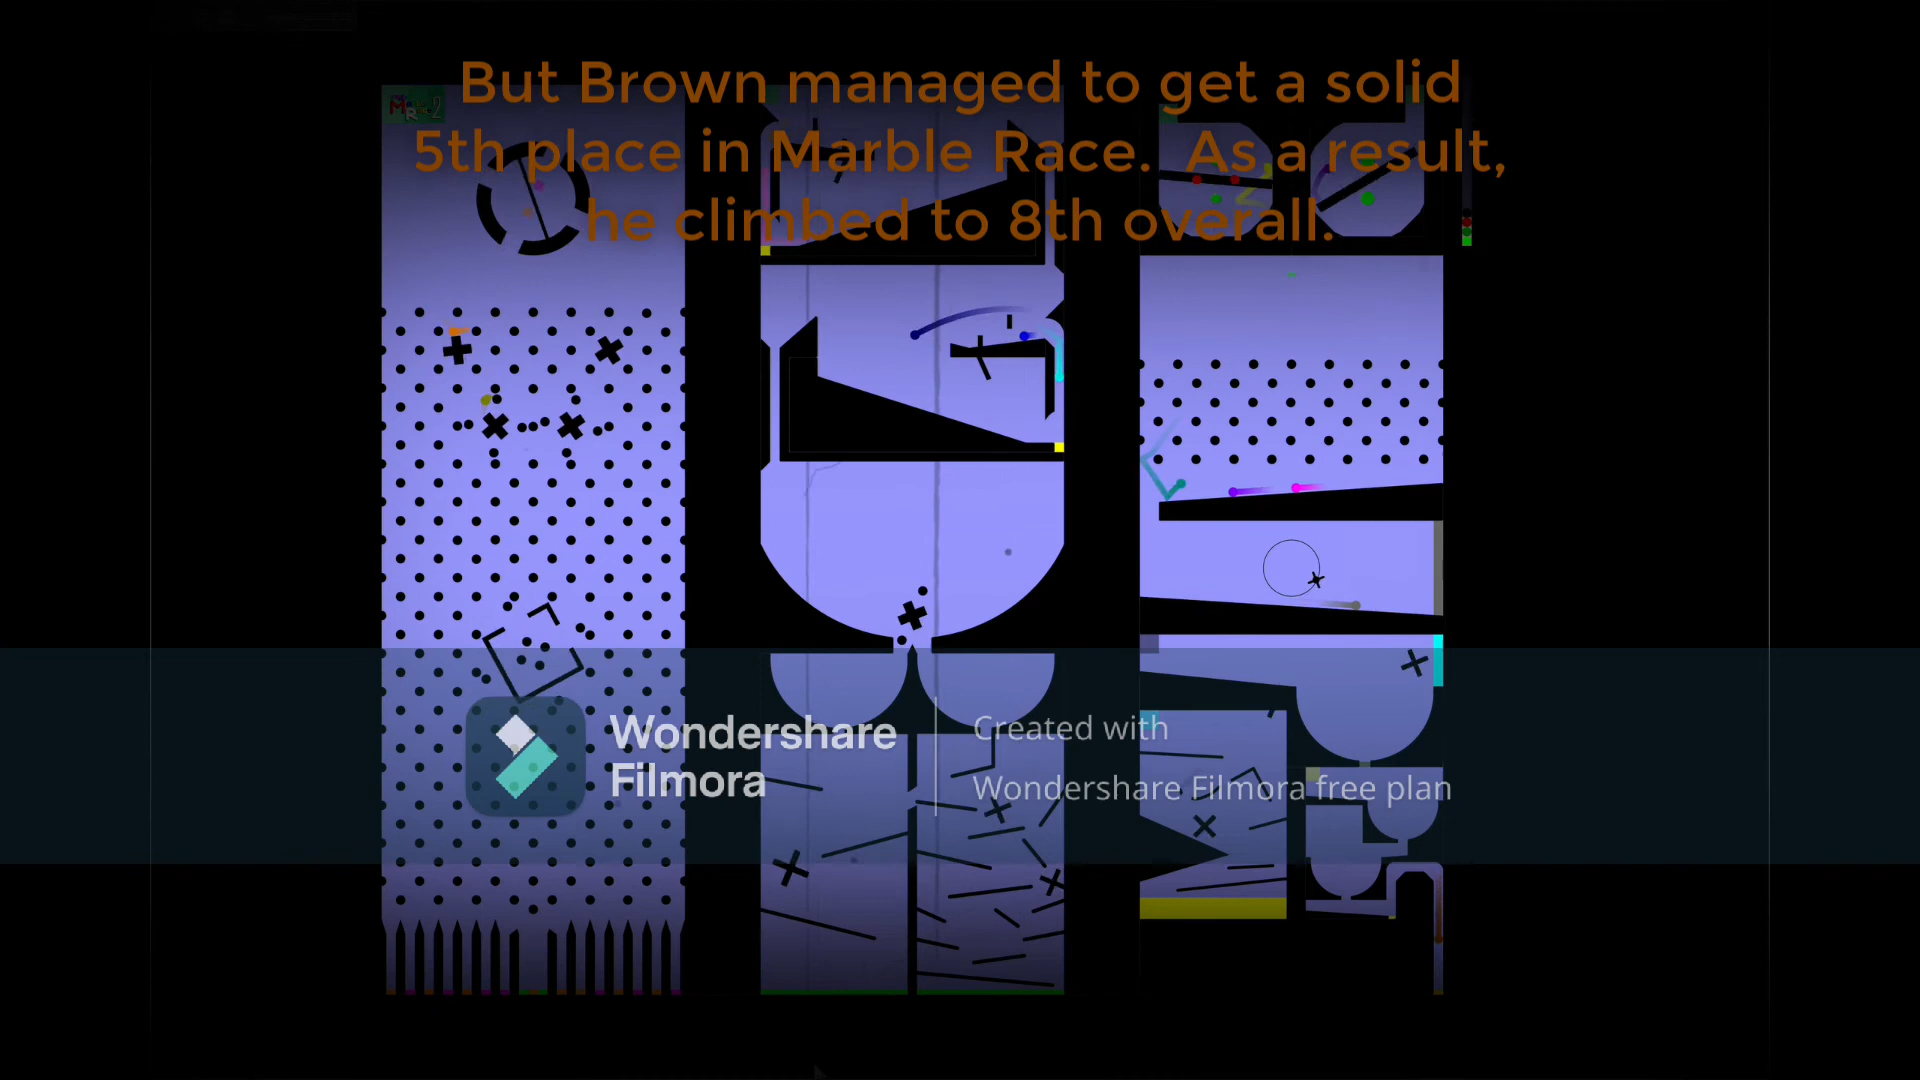 But Brown managed to get a solid
5th place in Marble Race.  As a result,
he climbed to 8th overall.
Wondershare
Filmora
Created with
Wondershare Filmora free plan